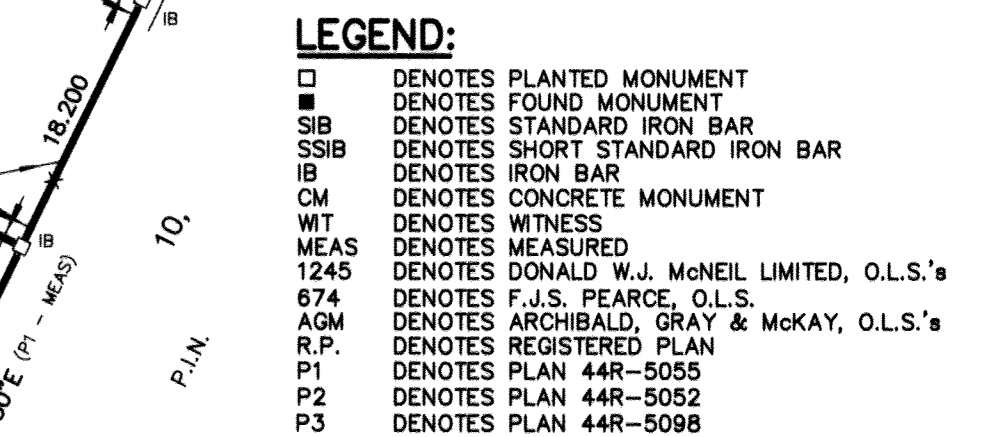 IB
18.200
IB
10,
(P1 - MEAS)
P.I.N.
LEGEND:
□ DENOTES PLANTED MONUMENT
■ DENOTES FOUND MONUMENT
SIB DENOTES STANDARD IRON BAR
SSIB DENOTES SHORT STANDARD IRON BAR
IB DENOTES IRON BAR
CM DENOTES CONCRETE MONUMENT
WIT DENOTES WITNESS
MEAS DENOTES MEASURED
1245 DENOTES DONALD W.J. McNEIL LIMITED, O.L.S.'s
674 DENOTES F.J.S. PEARCE, O.L.S.
AGM DENOTES ARCHIBALD, GRAY & McKAY, O.L.S.'s
R.P. DENOTES REGISTERED PLAN
P1 DENOTES PLAN 44R-5055
P2 DENOTES PLAN 44R-5052
P3 DENOTES PLAN 44R-5098